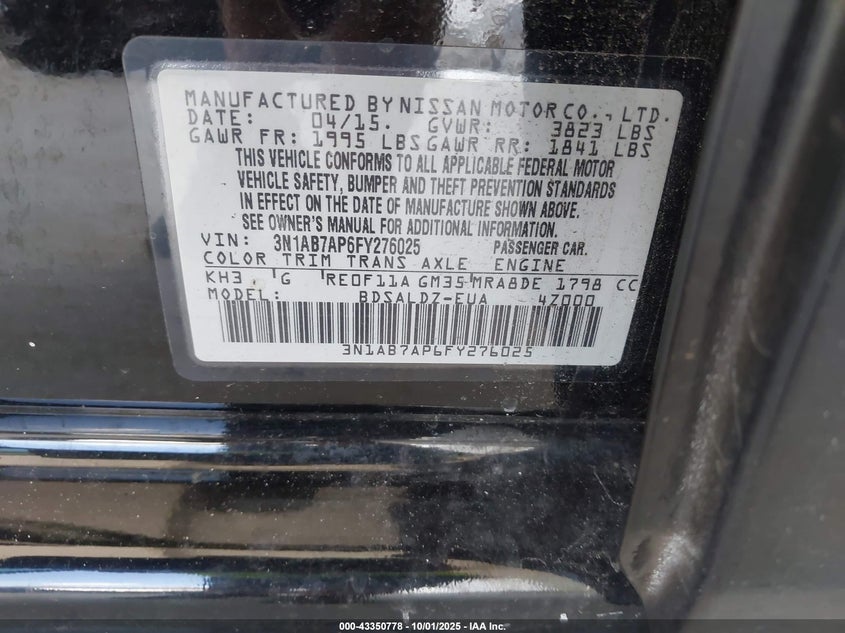 MANUFACTURED BY NISSAN MOTOR CO., LTD.
DATE: 04/15. GVWR: 3823 LBS
GAWR FR: 1995 LBS GAWR RR: 1841 LBS
THIS VEHICLE CONFORMS TO ALL APPLICABLE FEDERAL MOTOR
VEHICLE SAFETY, BUMPER AND THEFT PREVENTION STANDARDS
IN EFFECT ON THE DATE OF MANUFACTURE SHOWN ABOVE.
SEE OWNER'S MANUAL FOR ADDITIONAL INFORMATION.
VIN: 3N1AB7AP6FY276025 PASSENGER CAR.
COLOR TRIM TRANS AXLE ENGINE
KH3 G RE0F11A GM35 MRA8DE 1798 CC
MODEL: BDSALDZ-EUA 4Z000
3N1AB7AP6FY276025
000-43350778 - 10/01/2025 - IAA Inc.